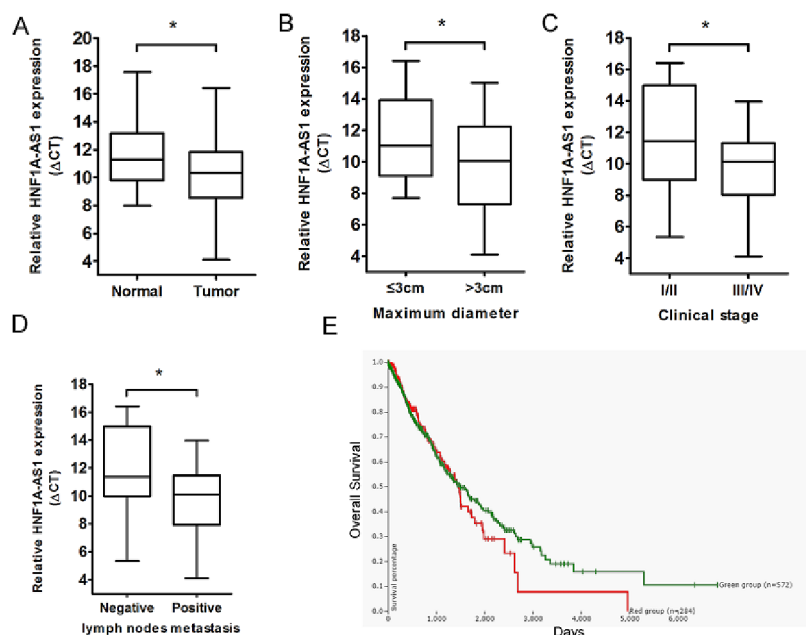 A
Relative HNF1A-AS1 expression
(ΔCT)
20
18
16
14
12
10
8
6
4
*
Normal Tumor
B
Relative HNF1A-AS1 expression
(ΔCT)
18
16
14
12
10
8
6
4
*
≤3cm >3cm
Maximum diameter
C
Relative HNF1A-AS1 expression
(ΔCT)
18
16
14
12
10
8
6
4
*
I/II III/IV
Clinical stage
D
Relative HNF1A-AS1 expression
(ΔCT)
18
16
14
12
10
8
6
4
*
Negative Positive
lymph nodes metastasis
E
Overall Survival
1.0
0.9
0.8
0.7
0.6
0.5
0.4
0.3
0.2
0.1
0.0
Survival percentage
Green group (n=572)
Red group (n=284)
0 1,000 2,000 3,000 4,000 5,000 6,000
Days